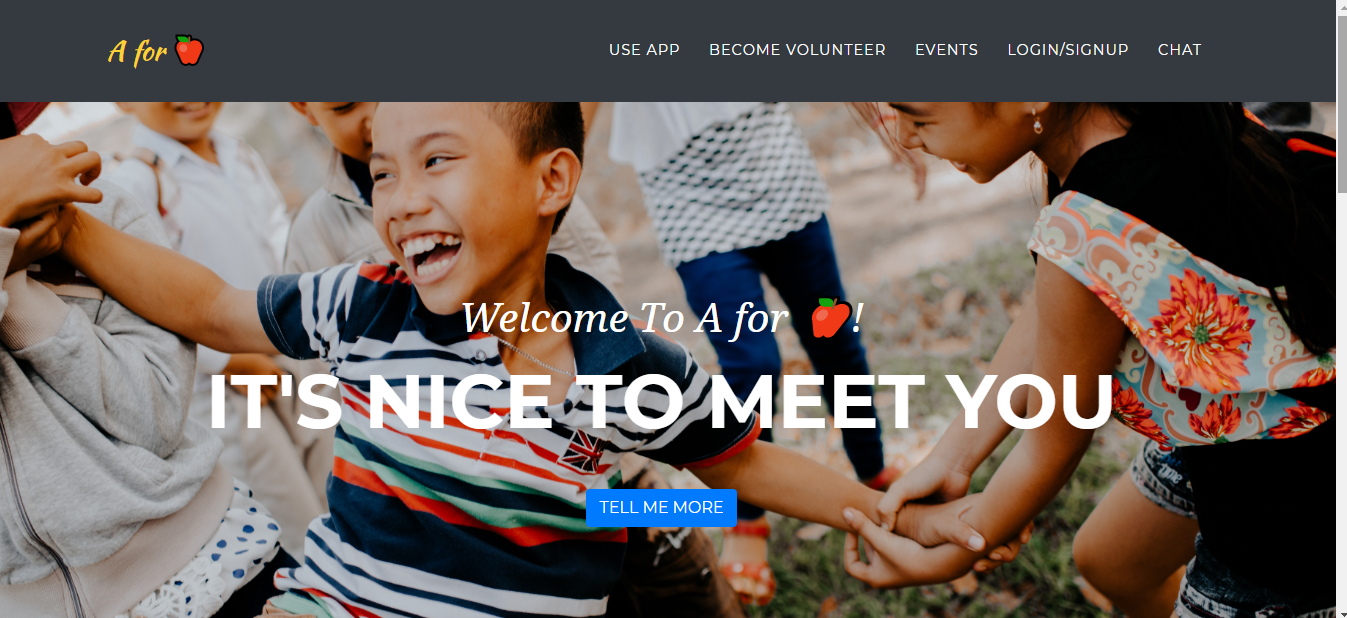 A for 🍎
USE APP BECOME VOLUNTEER EVENTS LOGIN/SIGNUP CHAT
Welcome To A for 🍎!
IT'S NICE TO MEET YOU
TELL ME MORE